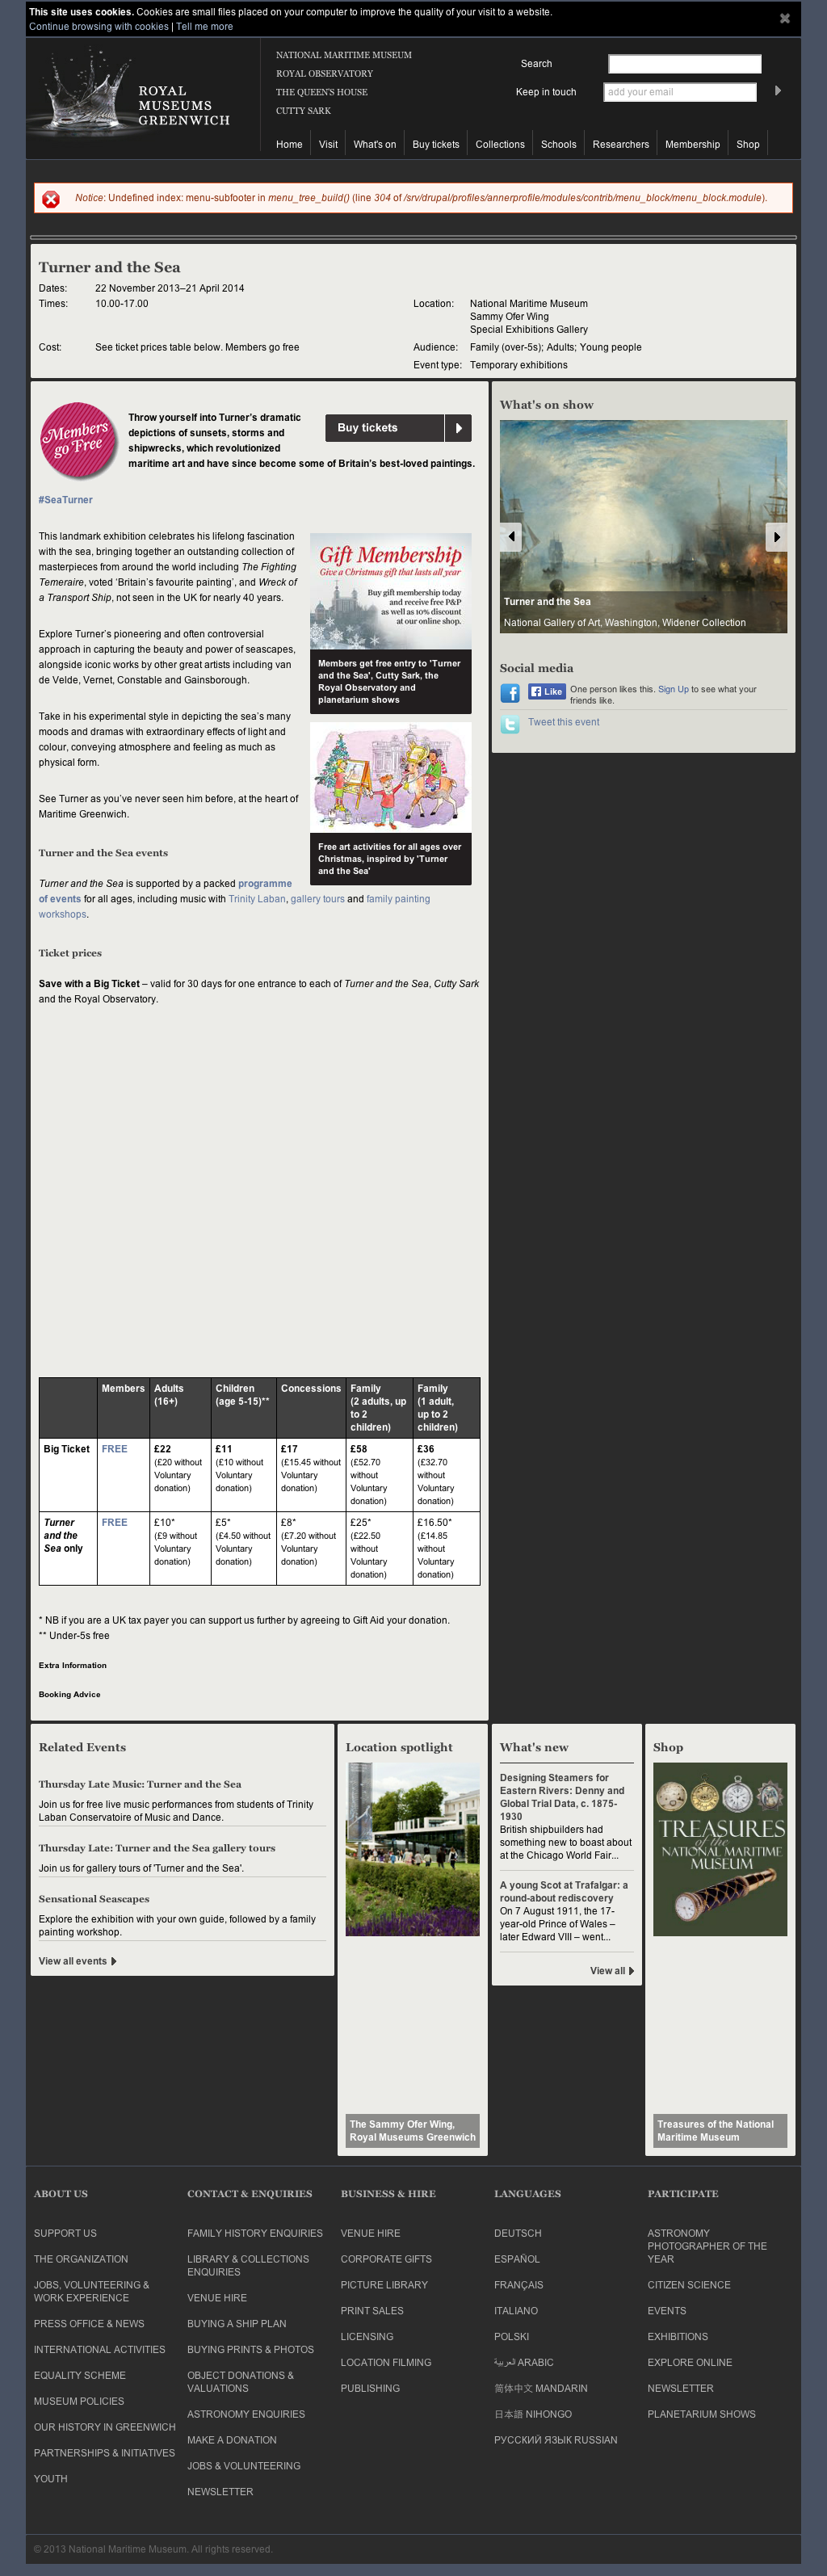 This site uses cookies. Cookies are small files placed on your computer to improve the quality of your visit to a website.
Continue browsing with cookies | Tell me more
ROYAL
MUSEUMS
GREENWICH
NATIONAL MARITIME MUSEUM
ROYAL OBSERVATORY
THE QUEEN'S HOUSE
CUTTY SARK
Search
Keep in touch
add your email
Home
Visit
What's on
Buy tickets
Collections
Schools
Researchers
Membership
Shop
Notice: Undefined index: menu-subfooter in menu_tree_build() (line 304 of /srv/drupal/profiles/annerprofile/modules/contrib/menu_block/menu_block.module).
Turner and the Sea
Dates: 22 November 2013–21 April 2014
Times: 10.00-17.00
Location: National Maritime Museum
Sammy Ofer Wing
Special Exhibitions Gallery
Cost: See ticket prices table below. Members go free
Audience: Family (over-5s); Adults; Young people
Event type: Temporary exhibitions
Members
go Free
Throw yourself into Turner's dramatic
depictions of sunsets, storms and
shipwrecks, which revolutionized
maritime art and have since become some of Britain's best-loved paintings.
Buy tickets
#SeaTurner
This landmark exhibition celebrates his lifelong fascination
with the sea, bringing together an outstanding collection of
masterpieces from around the world including The Fighting
Temeraire, voted ‘Britain’s favourite painting’, and Wreck of
a Transport Ship, not seen in the UK for nearly 40 years.
Explore Turner’s pioneering and often controversial
approach in capturing the beauty and power of seascapes,
alongside iconic works by other great artists including van
de Velde, Vernet, Constable and Gainsborough.
Take in his experimental style in depicting the sea’s many
moods and dramas with extraordinary effects of light and
colour, conveying atmosphere and feeling as much as
physical form.
See Turner as you’ve never seen him before, at the heart of
Maritime Greenwich.
Gift Membership
Give a Christmas gift that lasts all year
Buy gift membership today
and receive free P&P
as well as 10% discount
at our online shop.
Members get free entry to 'Turner
and the Sea', Cutty Sark, the
Royal Observatory and
planetarium shows
Free art activities for all ages over
Christmas, inspired by 'Turner
and the Sea'
Turner and the Sea events
Turner and the Sea is supported by a packed programme
of events for all ages, including music with Trinity Laban, gallery tours and family painting
workshops.
Ticket prices
Save with a Big Ticket – valid for 30 days for one entrance to each of Turner and the Sea, Cutty Sark
and the Royal Observatory.
Members
Adults
(16+)
Children
(age 5-15)**
Concessions
Family
(2 adults, up
to 2
children)
Family
(1 adult,
up to 2
children)
Big Ticket
FREE
£22
(£20 without
Voluntary
donation)
£11
(£10 without
Voluntary
donation)
£17
(£15.45 without
Voluntary
donation)
£58
(£52.70
without
Voluntary
donation)
£36
(£32.70
without
Voluntary
donation)
Turner
and the
Sea only
FREE
£10*
(£9 without
Voluntary
donation)
£5*
(£4.50 without
Voluntary
donation)
£8*
(£7.20 without
Voluntary
donation)
£25*
(£22.50
without
Voluntary
donation)
£16.50*
(£14.85
without
Voluntary
donation)
* NB if you are a UK tax payer you can support us further by agreeing to Gift Aid your donation.
** Under-5s free
Extra Information
Booking Advice
What's on show
Turner and the Sea
National Gallery of Art, Washington, Widener Collection
Social media
Like
One person likes this. Sign Up to see what your
friends like.
Tweet this event
Related Events
Thursday Late Music: Turner and the Sea
Join us for free live music performances from students of Trinity
Laban Conservatoire of Music and Dance.
Thursday Late: Turner and the Sea gallery tours
Join us for gallery tours of 'Turner and the Sea'.
Sensational Seascapes
Explore the exhibition with your own guide, followed by a family
painting workshop.
View all events
Location spotlight
The Sammy Ofer Wing,
Royal Museums Greenwich
What's new
Designing Steamers for
Eastern Rivers: Denny and
Global Trial Data, c. 1875-
1930
British shipbuilders had
something new to boast about
at the Chicago World Fair...
A young Scot at Trafalgar: a
round-about rediscovery
On 7 August 1911, the 17-
year-old Prince of Wales –
later Edward VIII – went...
View all
Shop
TREASURES
of the
NATIONAL MARITIME
MUSEUM
Treasures of the National
Maritime Museum
ABOUT US
SUPPORT US
THE ORGANIZATION
JOBS, VOLUNTEERING &
WORK EXPERIENCE
PRESS OFFICE & NEWS
INTERNATIONAL ACTIVITIES
EQUALITY SCHEME
MUSEUM POLICIES
OUR HISTORY IN GREENWICH
PARTNERSHIPS & INITIATIVES
YOUTH
CONTACT & ENQUIRIES
FAMILY HISTORY ENQUIRIES
LIBRARY & COLLECTIONS
ENQUIRIES
VENUE HIRE
BUYING A SHIP PLAN
BUYING PRINTS & PHOTOS
OBJECT DONATIONS &
VALUATIONS
ASTRONOMY ENQUIRIES
MAKE A DONATION
JOBS & VOLUNTEERING
NEWSLETTER
BUSINESS & HIRE
VENUE HIRE
CORPORATE GIFTS
PICTURE LIBRARY
PRINT SALES
LICENSING
LOCATION FILMING
PUBLISHING
LANGUAGES
DEUTSCH
ESPAÑOL
FRANÇAIS
ITALIANO
POLSKI
العربية ARABIC
简体中文 MANDARIN
日本語 NIHONGO
РУССКИЙ ЯЗЫК RUSSIAN
PARTICIPATE
ASTRONOMY
PHOTOGRAPHER OF THE
YEAR
CITIZEN SCIENCE
EVENTS
EXHIBITIONS
EXPLORE ONLINE
NEWSLETTER
PLANETARIUM SHOWS
© 2013 National Maritime Museum. All rights reserved.